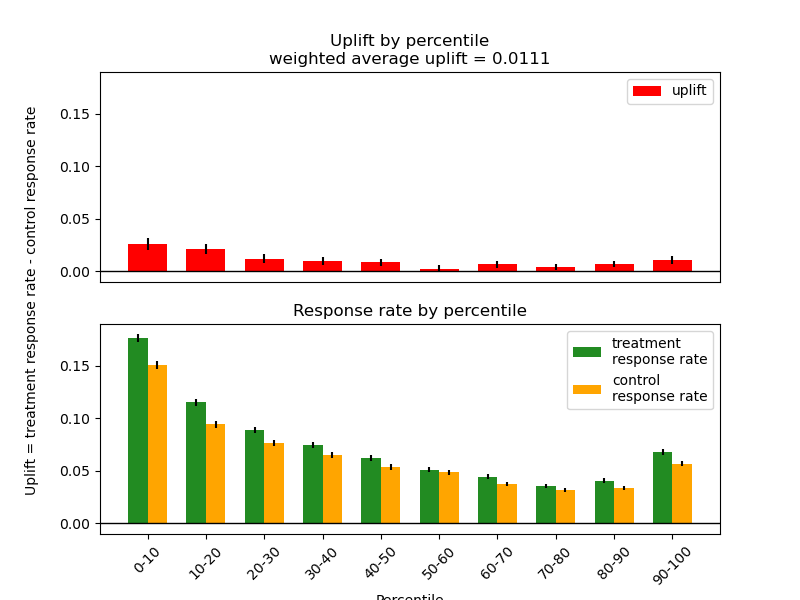 Uplift by percentile
weighted average uplift = 0.0111
uplift
0.15
0.10
0.05
0.00
Uplift = treatment response rate - control response rate
Response rate by percentile
treatment
response rate
control
response rate
0.15
0.10
0.05
0.00
0-10
10-20
20-30
30-40
40-50
50-60
60-70
70-80
80-90
90-100
Percentile